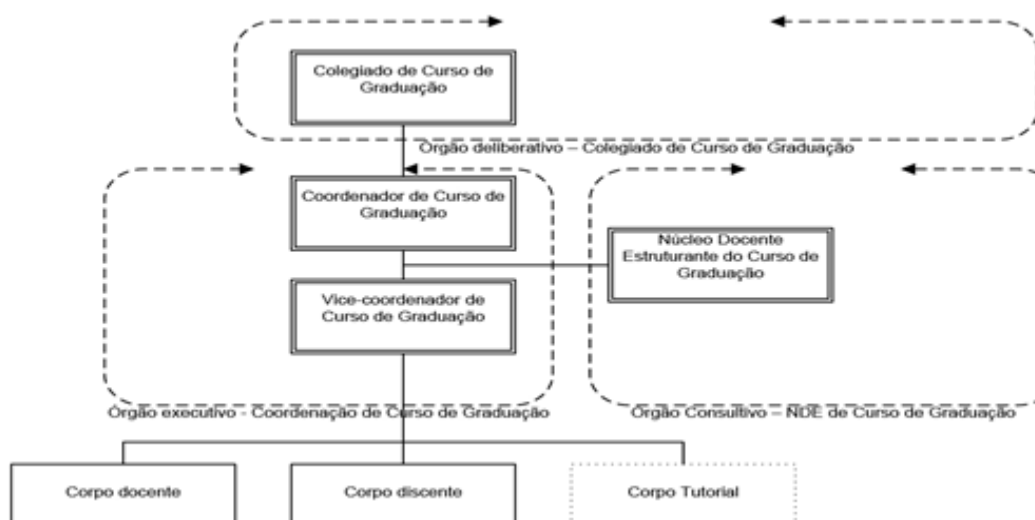 Colegiado de Curso de
Graduação
Orgão deliberativo – Colegiado de Curso de Graduação
Coordenador de Curso de
Graduação
Núcleo Docente
Estruturante do Curso de
Graduação
Vice-coordenador de
Curso de Graduação
Órgão executivo - Coordenação de Curso de Graduação
Órgão Consultivo – NDE de Curso de Graduação
Corpo docente
Corpo discente
Corpo Tutorial